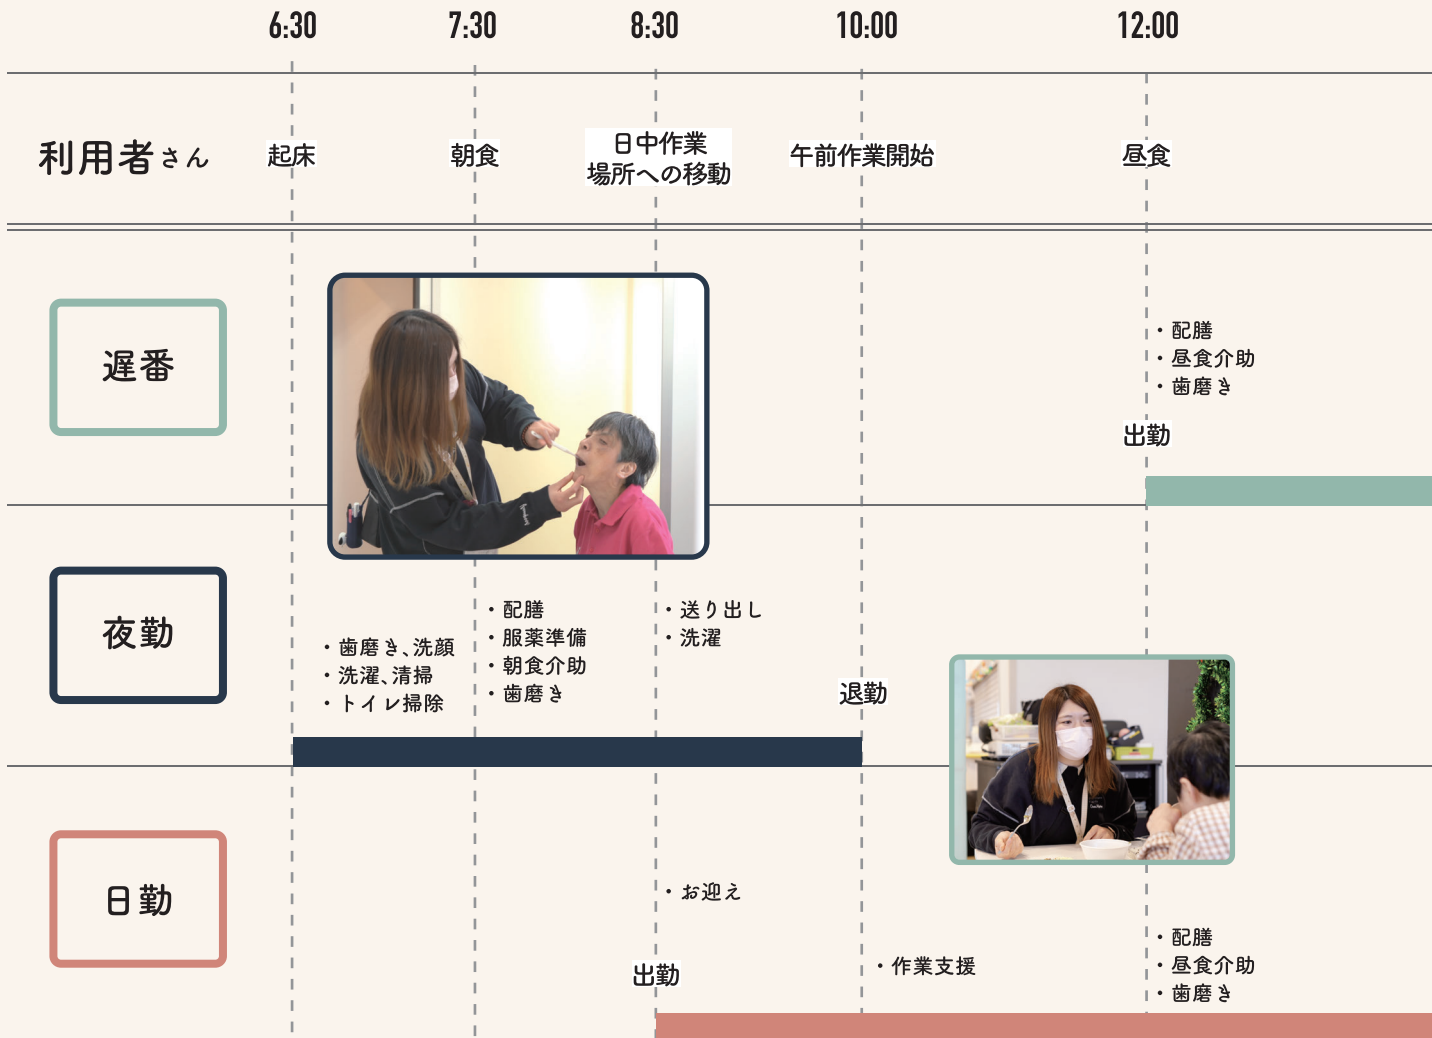 6:30
7:30
8:30
10:00
12:00
利用者さん
起床
朝食
日中作業
場所への移動
午前作業開始
昼食
遅番
・配膳
・昼食介助
・歯磨き
出勤
夜勤
・歯磨き、洗顔
・洗濯、清掃
・トイレ掃除
・配膳
・服薬準備
・朝食介助
・歯磨き
・送り出し
・洗濯
退勤
日勤
・お迎え
出勤
・作業支援
・配膳
・昼食介助
・歯磨き